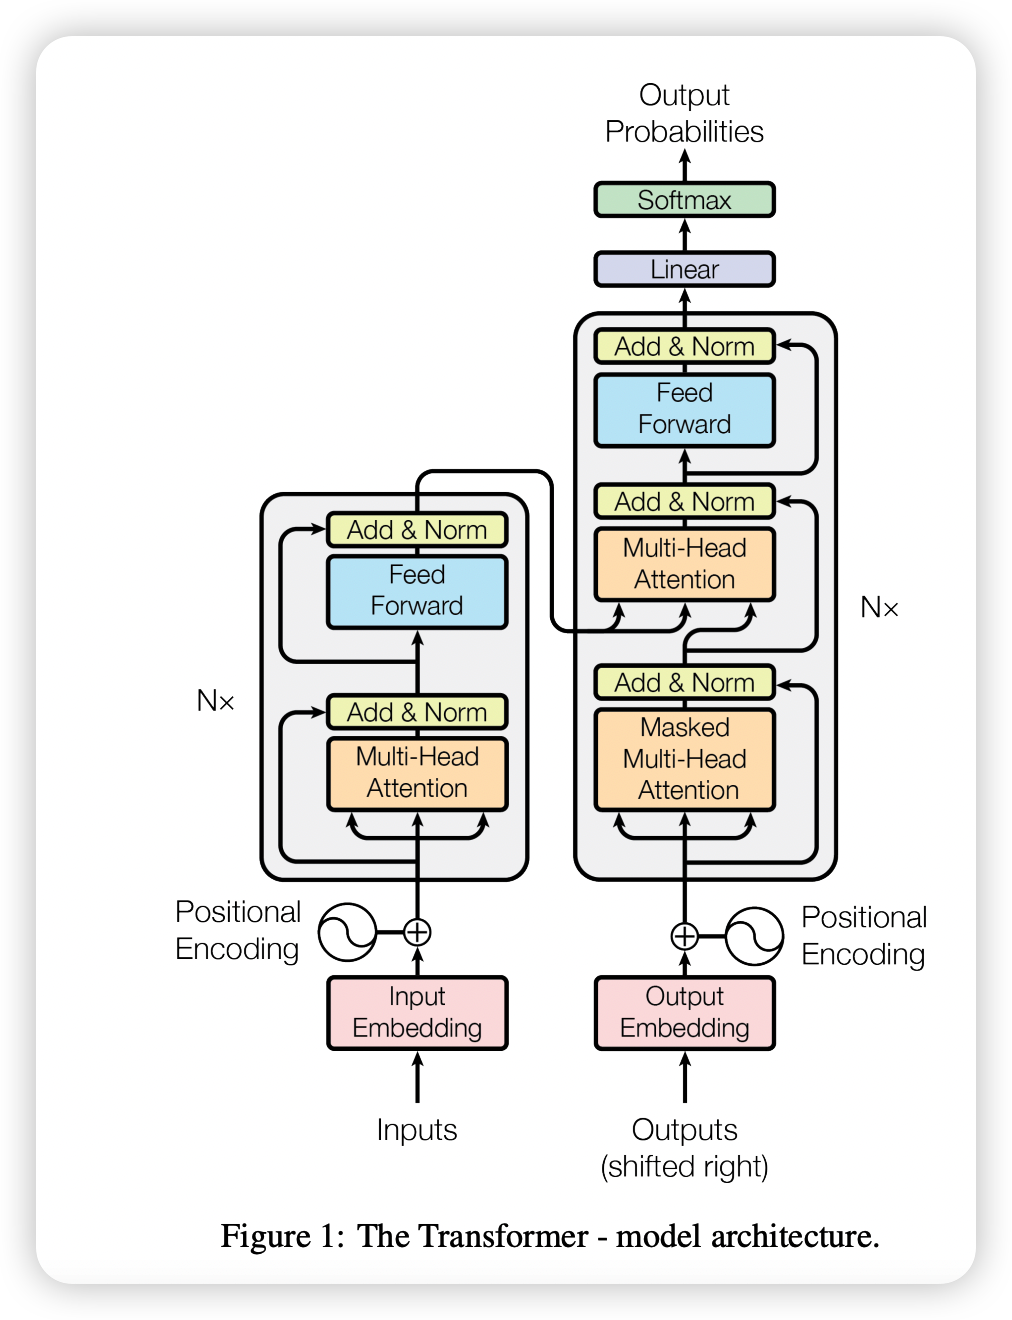 Output
Probabilities
Softmax
Linear
Add & Norm
Feed
Forward
Add & Norm
Multi-Head
Attention
Add & Norm
Masked
Multi-Head
Attention
N×
Add & Norm
Feed
Forward
Add & Norm
Multi-Head
Attention
N×
Positional
Encoding
Positional
Encoding
Input
Embedding
Output
Embedding
Inputs
Outputs
(shifted right)
Figure 1: The Transformer - model architecture.